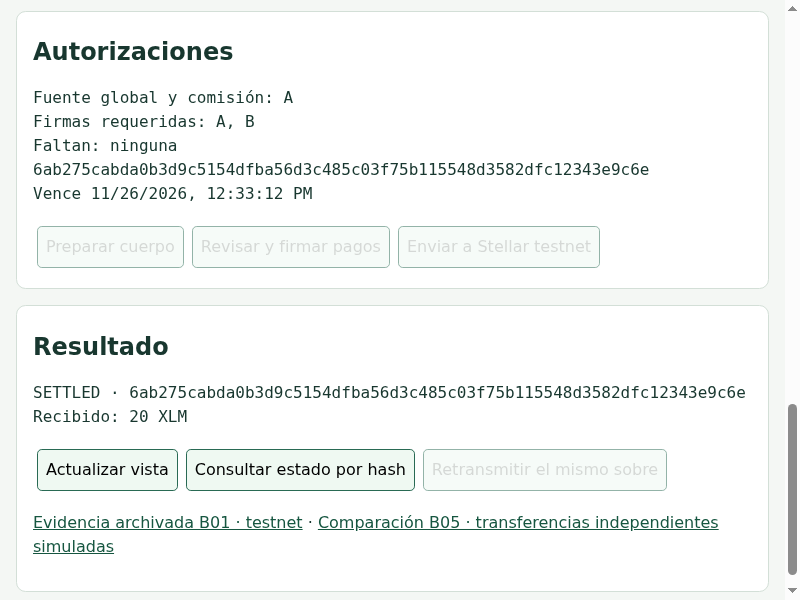 Autorizaciones
Fuente global y comisión: A
Firmas requeridas: A, B
Faltan: ninguna
6ab275cabda0b3d9c5154dfba56d3c485c03f75b115548d3582dfc12343e9c6e
Vence 11/26/2026, 12:33:12 PM
Preparar cuerpo Revisar y firmar pagos Enviar a Stellar testnet
Resultado
SETTLED · 6ab275cabda0b3d9c5154dfba56d3c485c03f75b115548d3582dfc12343e9c6e
Recibido: 20 XLM
Actualizar vista Consultar estado por hash Retransmitir el mismo sobre
Evidencia archivada B01 · testnet · Comparación B05 · transferencias independientes
simuladas